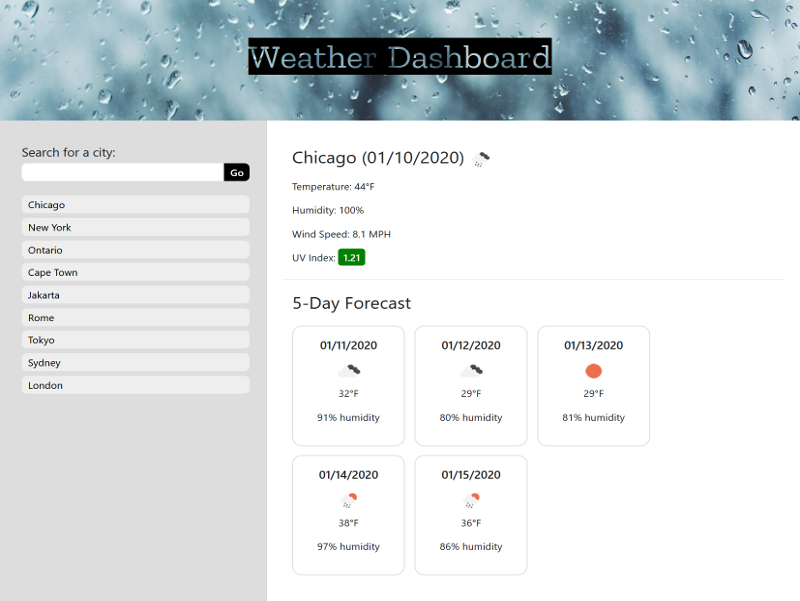 Weather Dashboard
Search for a city:
Go
Chicago
New York
Ontario
Cape Town
Jakarta
Rome
Tokyo
Sydney
London
Chicago (01/10/2020)
Temperature: 44°F
Humidity: 100%
Wind Speed: 8.1 MPH
UV Index: 1.21
5-Day Forecast
01/11/2020
32°F
91% humidity
01/12/2020
29°F
80% humidity
01/13/2020
29°F
81% humidity
01/14/2020
38°F
97% humidity
01/15/2020
36°F
86% humidity